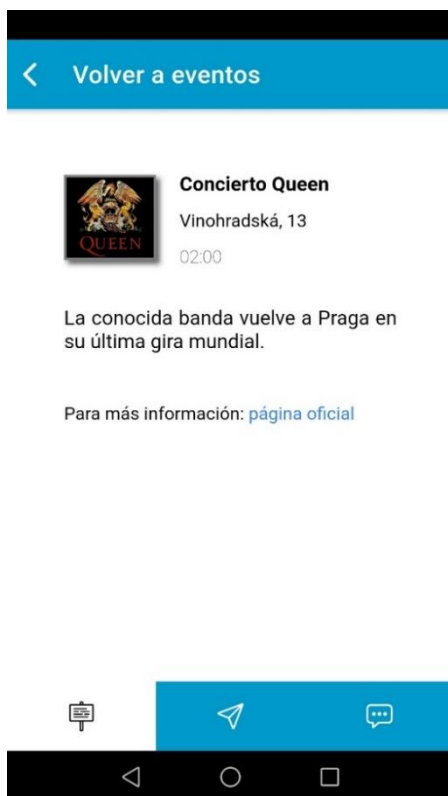 Volver a eventos
Concierto Queen
QUEEN
Vinohradská, 13
02:00
La conocida banda vuelve a Praga en
su última gira mundial.
Para más información: página oficial